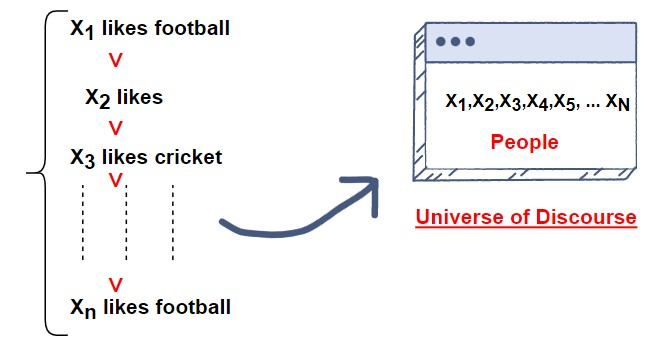 X1 likes football
V
X2 likes
V
X3 likes cricket
V
V
Xn likes football
X1,X2,X3,X4,X5, ... XN
People
Universe of Discourse